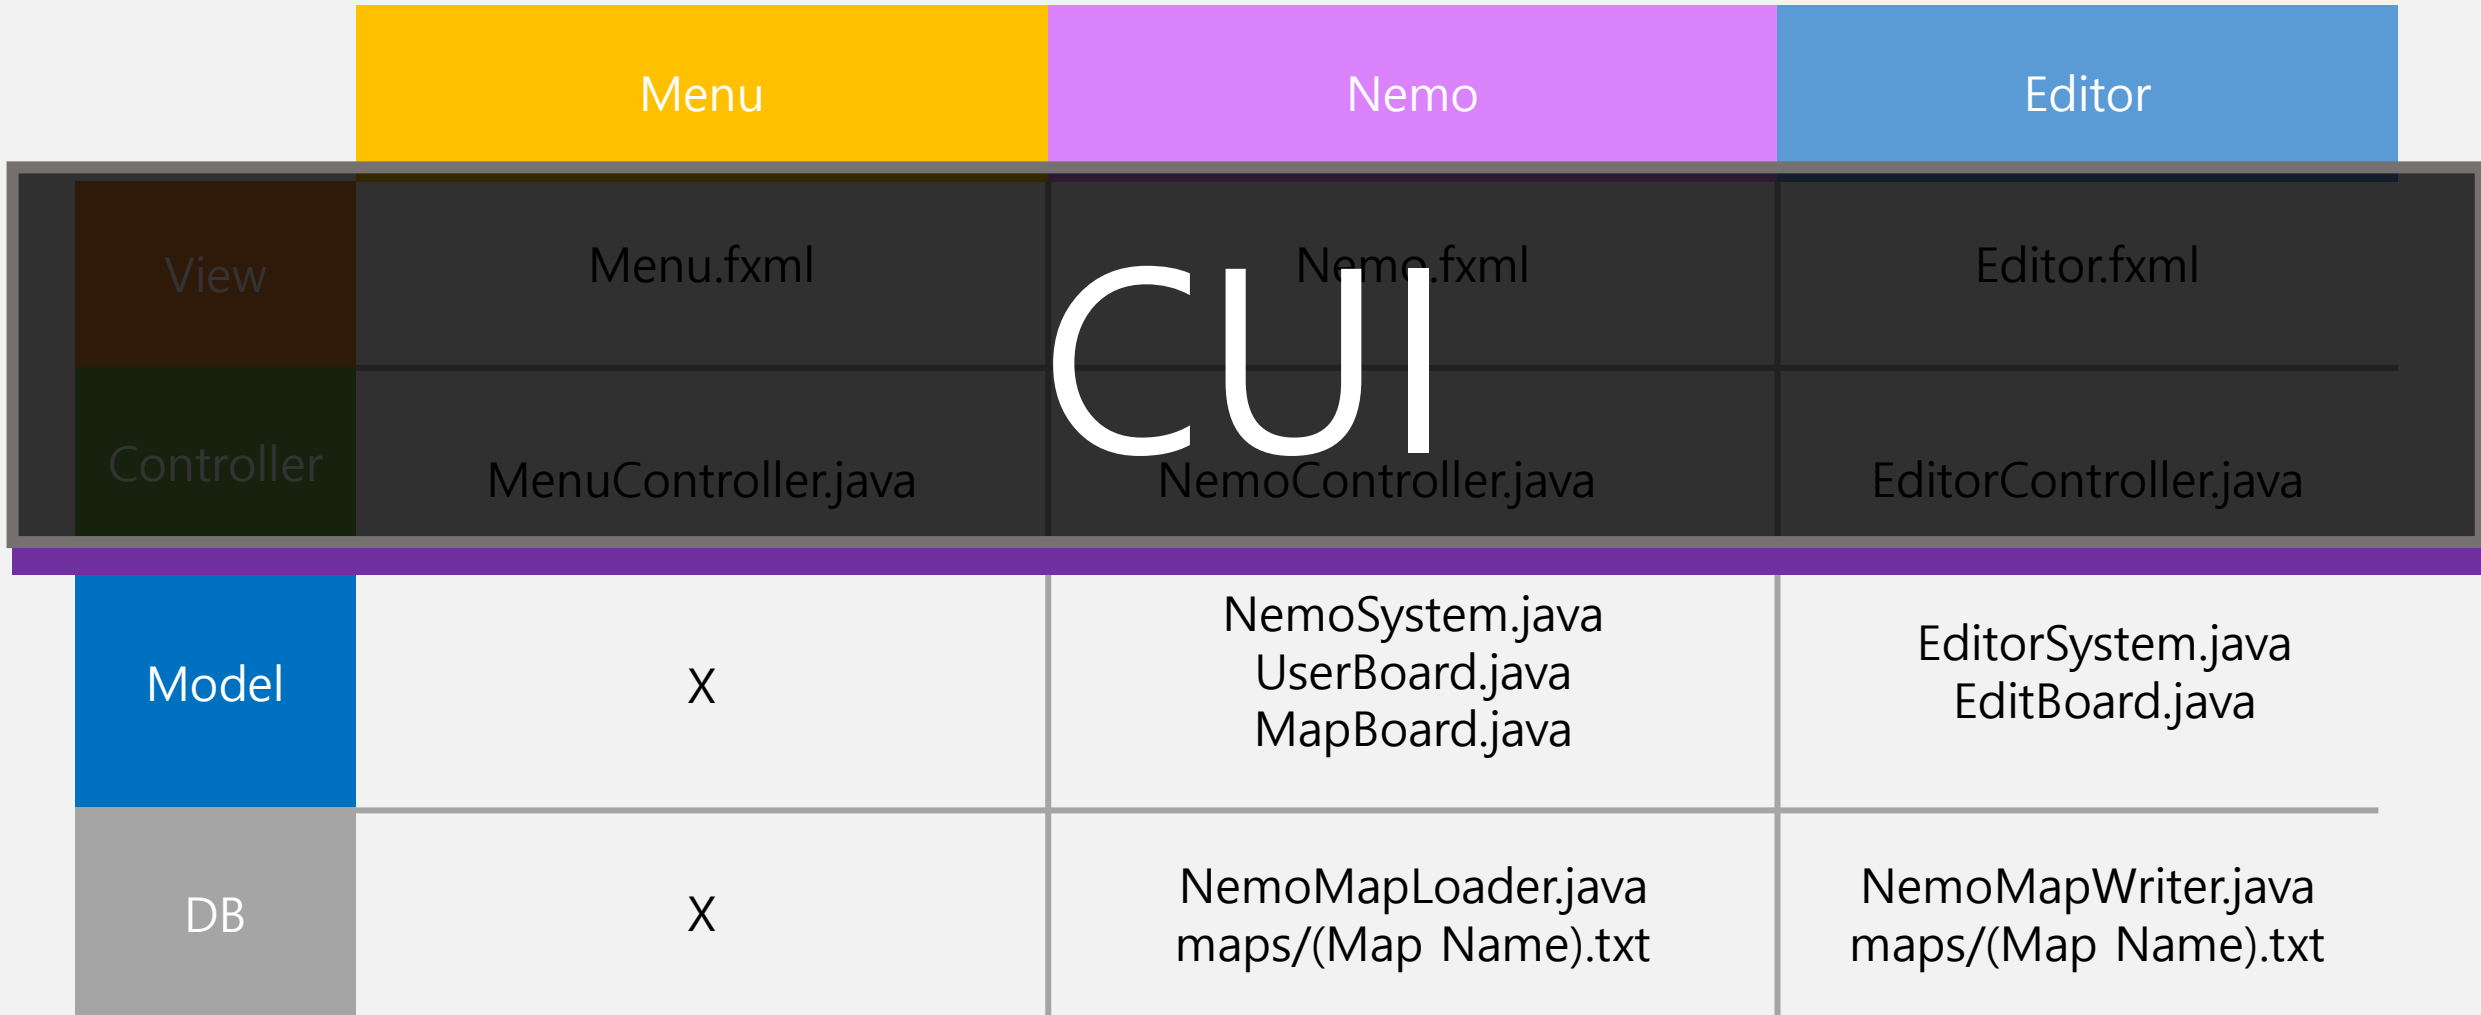 Menu
Nemo
Editor
View
Menu.fxml
Nemo.fxml
Editor.fxml
CUI
Controller
MenuController.java
NemoController.java
EditorController.java
Model
X
NemoSystem.java
UserBoard.java
MapBoard.java
EditorSystem.java
EditBoard.java
DB
X
NemoMapLoader.java
maps/(Map Name).txt
NemoMapWriter.java
maps/(Map Name).txt